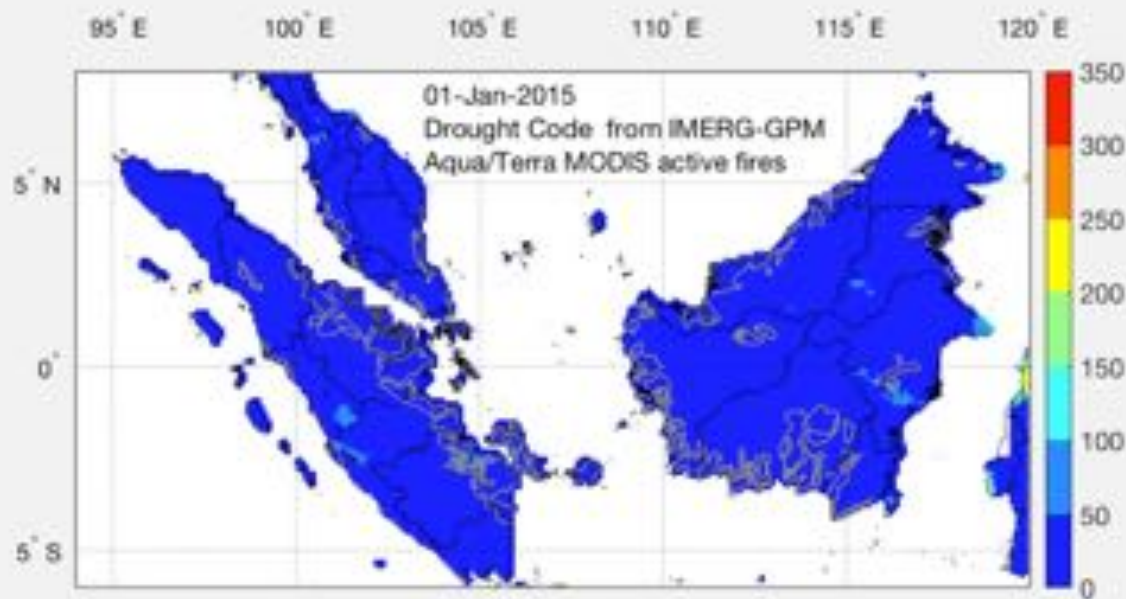 95° E 100° E 105° E 110° E 115° E 120° E
01-Jan-2015
Drought Code from IMERG-GPM
Aqua/Terra MODIS active fires
5° N
0°
5° S
350
300
250
200
150
100
50
0